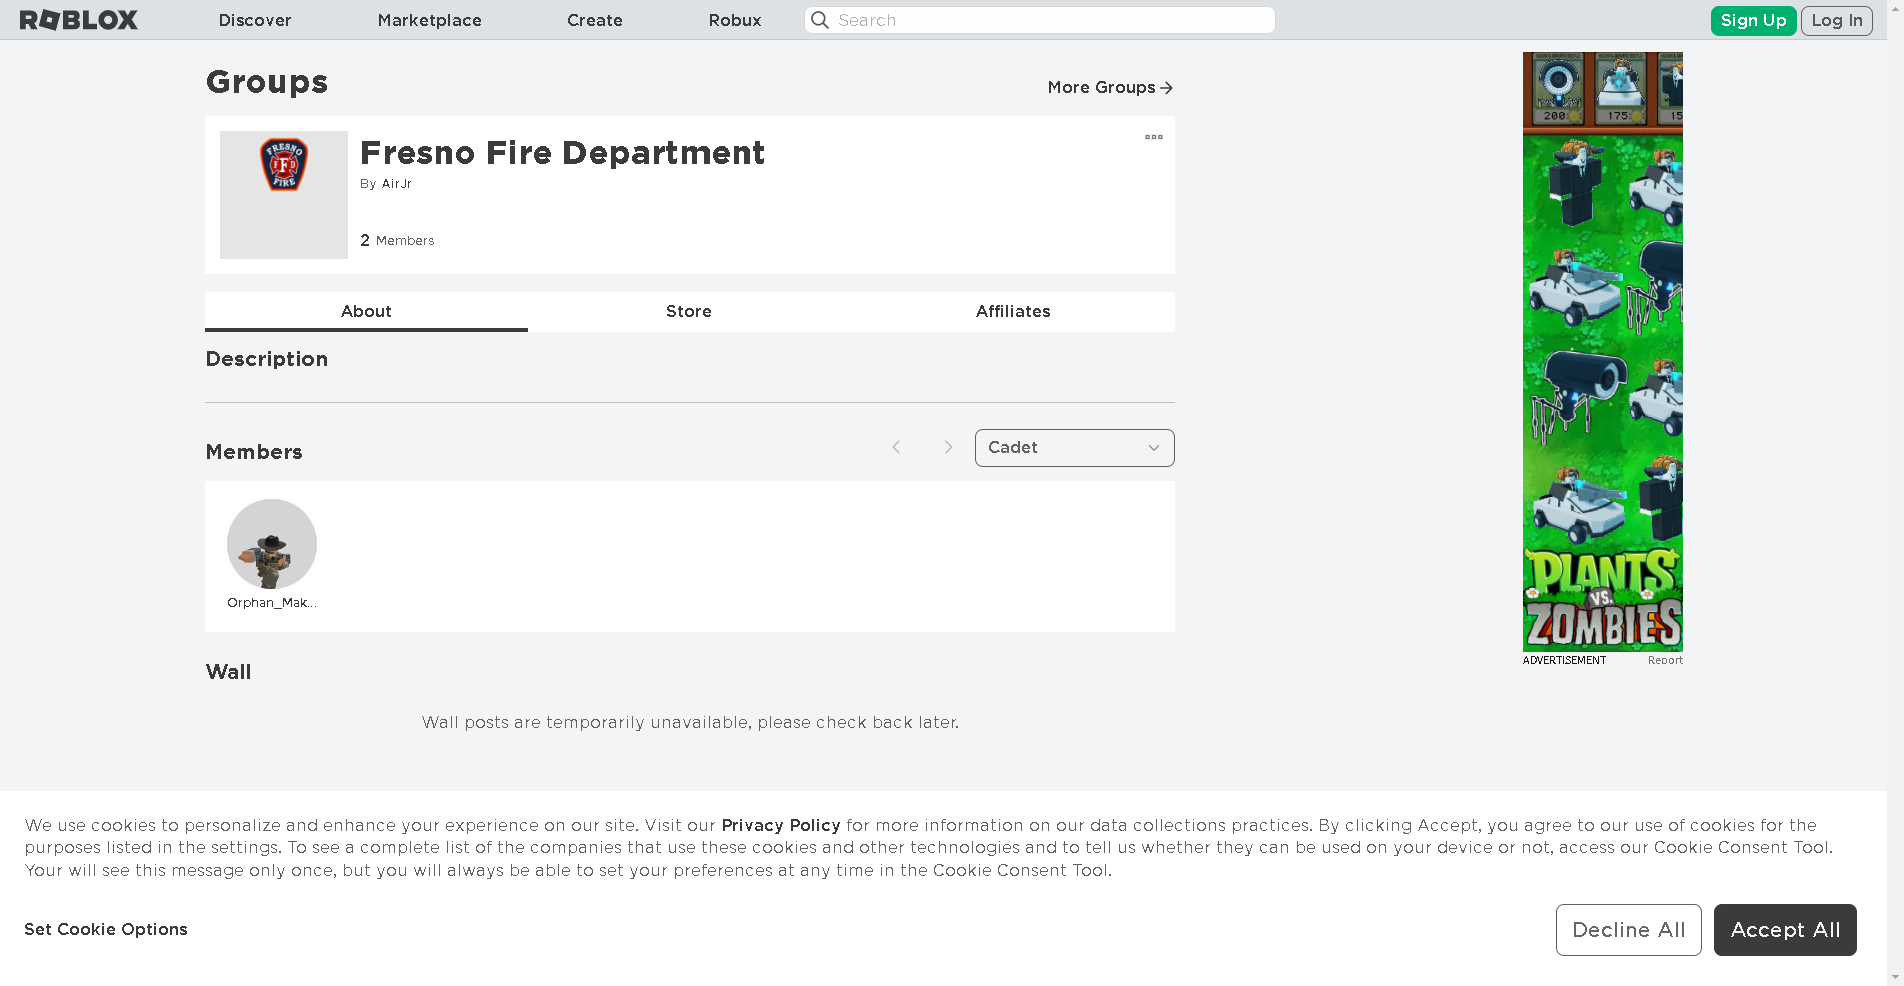 ROBLOX
Discover
Marketplace
Create
Robux
Search
Sign Up
Log In
Groups
More Groups
FRESNO
FFD
FIRE
Fresno Fire Department
By AirJr
2 Members
About
Store
Affiliates
Description
Members
Cadet
Orphan_Mak...
Wall
Wall posts are temporarily unavailable, please check back later.
200
175
15
PLANTS
VS.
ZOMBIES
ADVERTISEMENT
Report
We use cookies to personalize and enhance your experience on our site. Visit our Privacy Policy for more information on our data collections practices. By clicking Accept, you agree to our use of cookies for the
purposes listed in the settings. To see a complete list of the companies that use these cookies and other technologies and to tell us whether they can be used on your device or not, access our Cookie Consent Tool.
Your will see this message only once, but you will always be able to set your preferences at any time in the Cookie Consent Tool.
Set Cookie Options
Decline All
Accept All